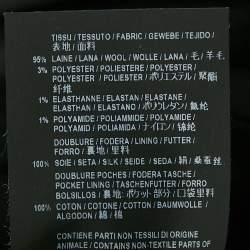 TISSU / TESSUTO / FABRIC / GEWEBE / TEJIDO /
表地 / 面料
95% LAINE / LANA / WOOL / WOLLE / LANA / 毛 / 羊毛
3% POLYESTER / POLIESTERE / POLYESTER /
POLYESTER / POLIESTER / ポリエステル / 聚酯
纤维
1% ELASTHANNE / ELASTAN / ELASTANE /
ELASTHAN / ELASTANO / ポリウレタン / 氨纶
1% POLYAMIDE / POLIAMMIDE / POLYAMIDE /
POLYAMID / POLIAMIDA / ナイロン / 锦纶
DOUBLURE / FODERA / LINING / FUTTER /
FORRO / 裏地 / 里料
100% SOIE / SETA / SILK / SEIDE / SEDA / 絹 / 桑蚕丝
DOUBLURE POCHES / FODERA TASCHE /
POCKET LINING / TASCHENFUTTER / FORRO
BOLSILLOS / 裏地:ポケット部分 / 口袋里料
100% COTON / COTONE / COTTON / BAUMWOLLE /
ALGODON / 綿 / 棉
CONTIENE PARTI NON TESSILI DI ORIGINE
ANIMALE / CONTAINS NON-TEXTILE PARTS OF